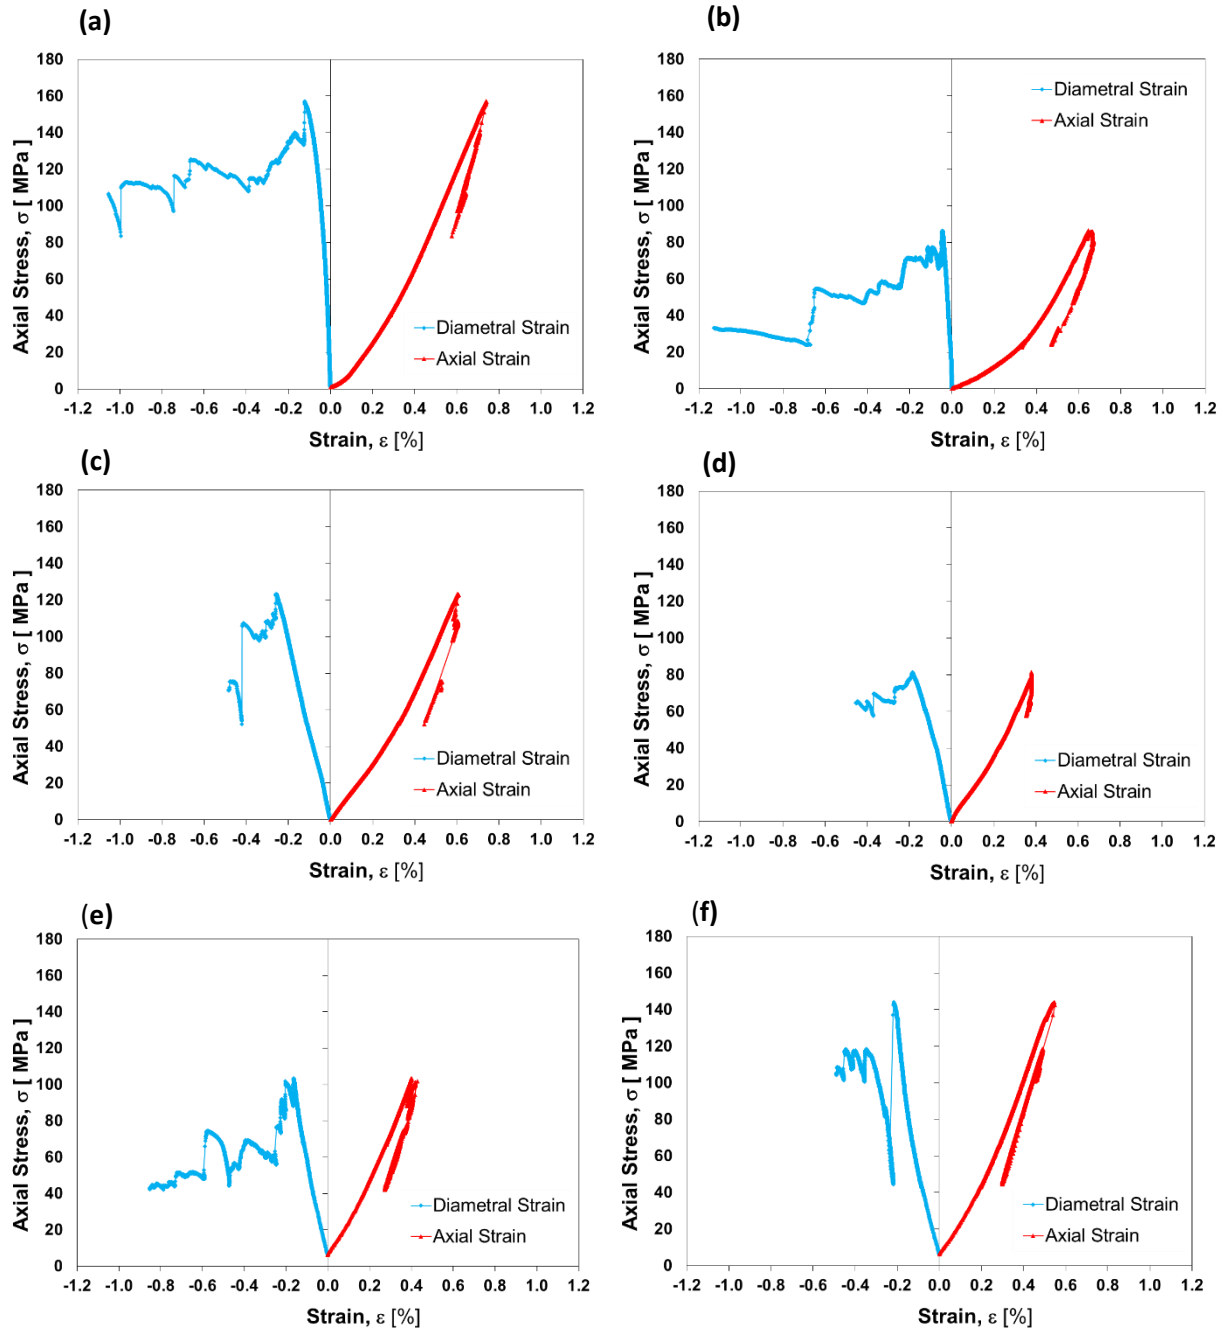 (a)
180
160
140
120
100
80
60
40
20
0
-1.2 -1.0 -0.8 -0.6 -0.4 -0.2 0.0 0.2 0.4 0.6 0.8 1.0 1.2
Axial Stress, σ [ MPa ]
Strain, ε [%]
Diametral Strain
Axial Strain
(b)
180
160
140
120
100
80
60
40
20
0
-1.2 -1.0 -0.8 -0.6 -0.4 -0.2 0.0 0.2 0.4 0.6 0.8 1.0 1.2
Axial Stress, σ [ MPa ]
Strain, ε [%]
Diametral Strain
Axial Strain
(c)
180
160
140
120
100
80
60
40
20
0
-1.2 -1.0 -0.8 -0.6 -0.4 -0.2 0.0 0.2 0.4 0.6 0.8 1.0 1.2
Axial Stress, σ [ MPa ]
Strain, ε [%]
Diametral Strain
Axial Strain
(d)
180
160
140
120
100
80
60
40
20
0
-1.2 -1.0 -0.8 -0.6 -0.4 -0.2 0.0 0.2 0.4 0.6 0.8 1.0 1.2
Axial Stress, σ [ MPa ]
Strain, ε [%]
Diametral Strain
Axial Strain
(e)
180
160
140
120
100
80
60
40
20
0
-1.2 -1.0 -0.8 -0.6 -0.4 -0.2 0.0 0.2 0.4 0.6 0.8 1.0 1.2
Axial Stress, σ [ MPa ]
Strain, ε [%]
Diametral Strain
Axial Strain
(f)
180
160
140
120
100
80
60
40
20
0
-1.2 -1.0 -0.8 -0.6 -0.4 -0.2 0.0 0.2 0.4 0.6 0.8 1.0 1.2
Axial Stress, σ [ MPa ]
Strain, ε [%]
Diametral Strain
Axial Strain